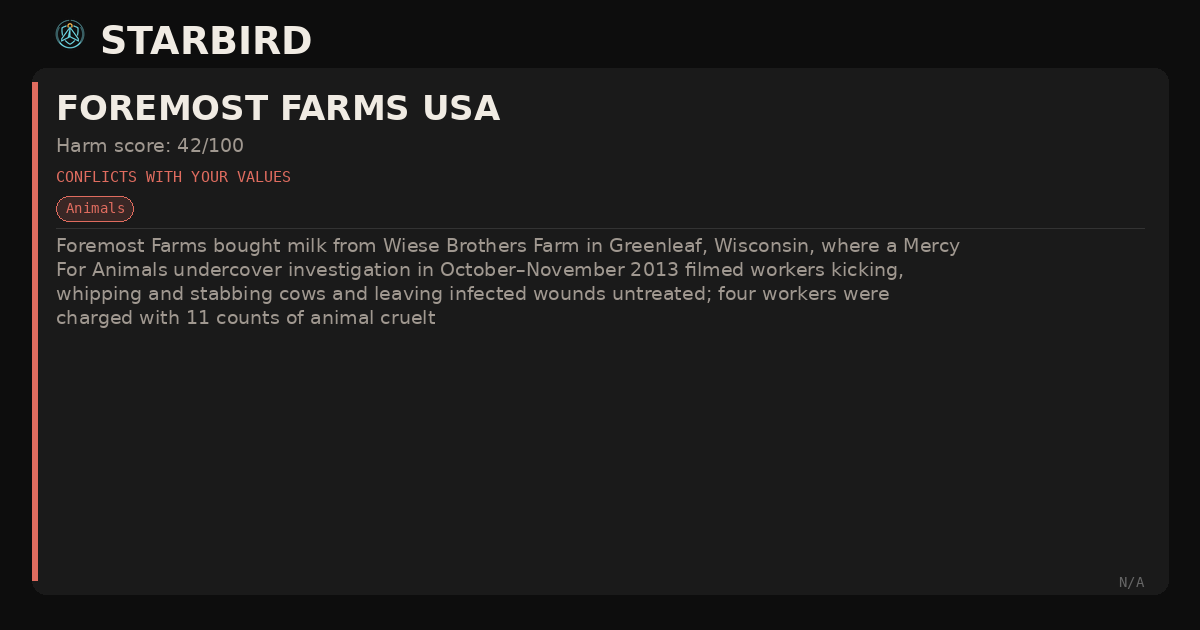 STARBIRD
FOREMOST FARMS USA
Harm score: 42/100
CONFLICTS WITH YOUR VALUES
Animals
Foremost Farms bought milk from Wiese Brothers Farm in Greenleaf, Wisconsin, where a Mercy
For Animals undercover investigation in October–November 2013 filmed workers kicking,
whipping and stabbing cows and leaving infected wounds untreated; four workers were
charged with 11 counts of animal cruelt
N/A